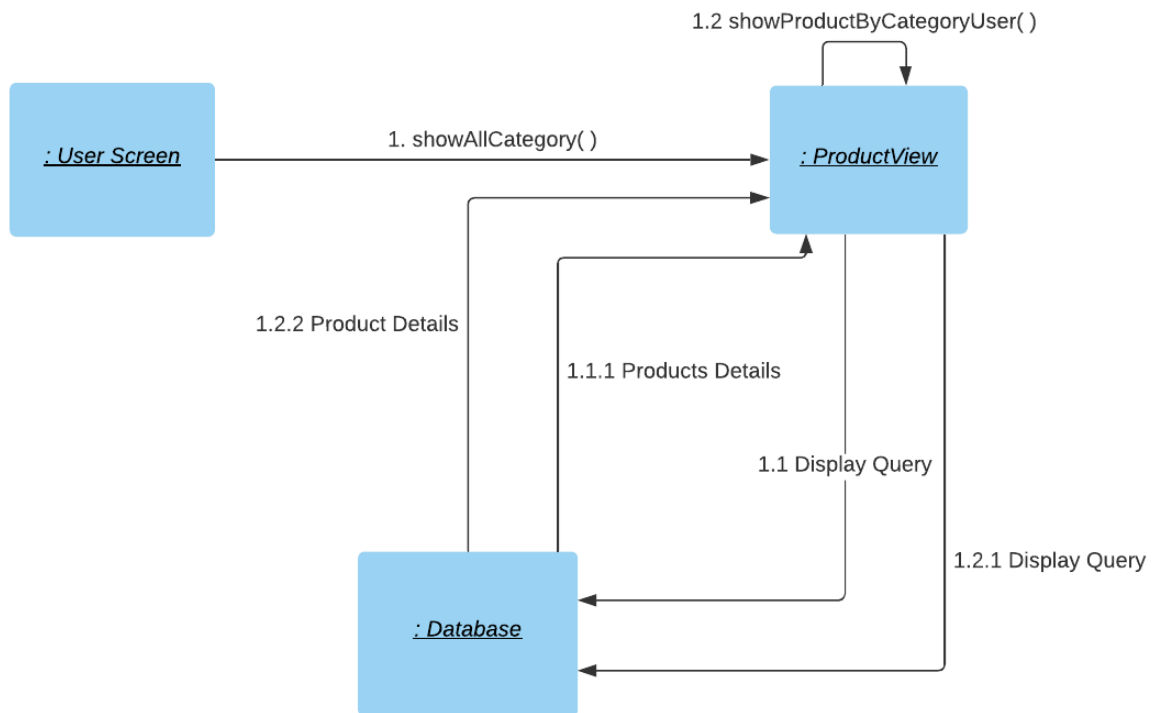 1.2 showProductByCategoryUser( )
: User Screen
1. showAllCategory( )
: ProductView
1.2.2 Product Details
1.1.1 Products Details
1.1 Display Query
1.2.1 Display Query
: Database